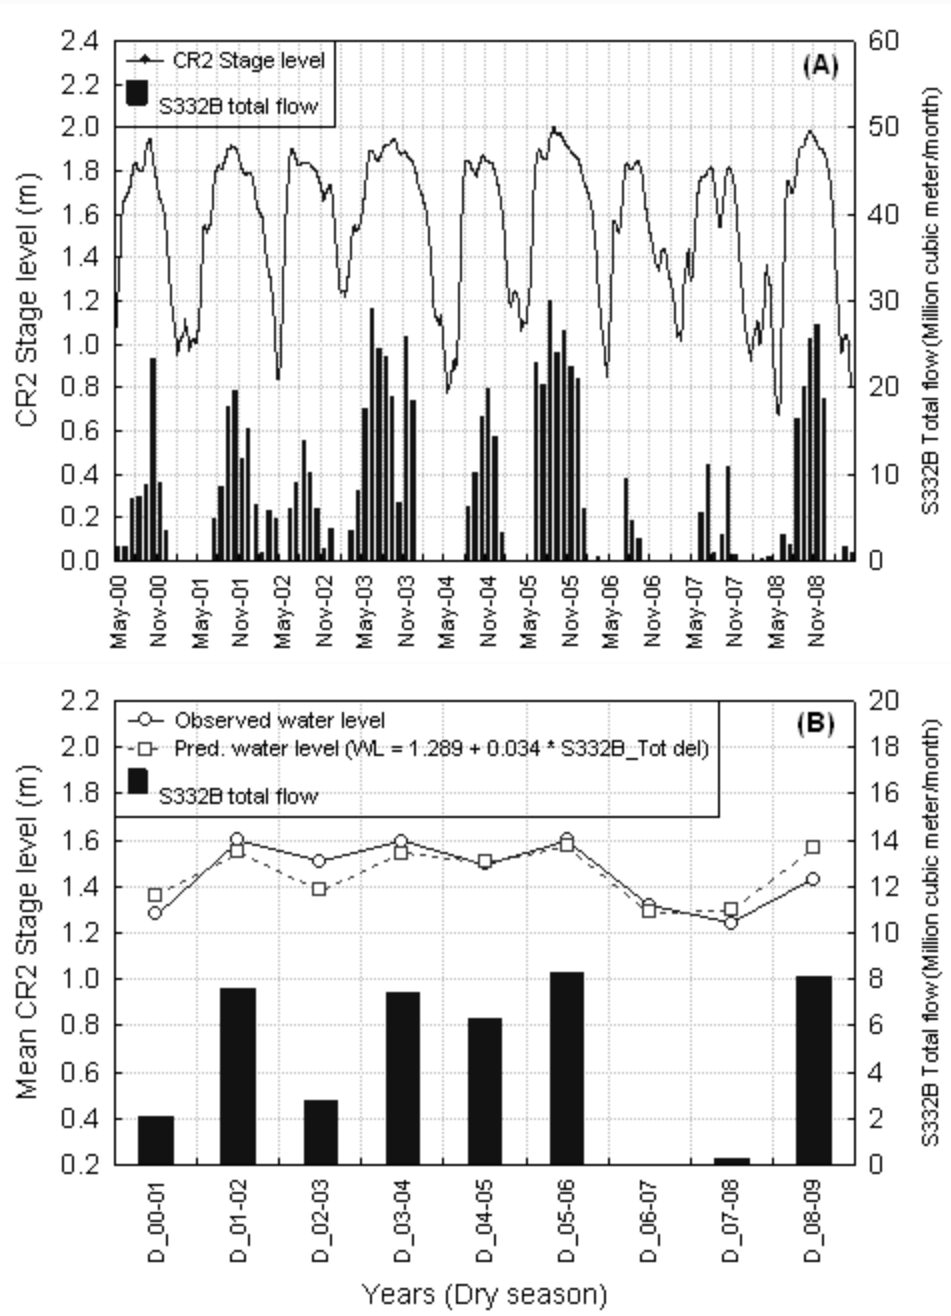 (A)
CR2 Stage level
S332B total flow
CR2 Stage level (m)
2.4
2.2
2.0
1.8
1.6
1.4
1.2
1.0
0.8
0.6
0.4
0.2
0.0
60
50
40
30
20
10
0
S332B Total flow (Million cubic meter/month)
May-00
Nov-00
May-01
Nov-01
May-02
Nov-02
May-03
Nov-03
May-04
Nov-04
May-05
Nov-05
May-06
Nov-06
May-07
Nov-07
May-08
Nov-08
(B)
Observed water level
Pred. water level (WL = 1.289 + 0.034 * S332B_Tot del)
S332B total flow
Mean CR2 Stage level (m)
2.2
2.0
1.8
1.6
1.4
1.2
1.0
0.8
0.6
0.4
0.2
20
18
16
14
12
10
8
6
4
2
0
S332B Total flow (Million cubic meter/month)
D_00-01
D_01-02
D_02-03
D_03-04
D_04-05
D_05-06
D_06-07
D_07-08
D_08-09
Years (Dry season)